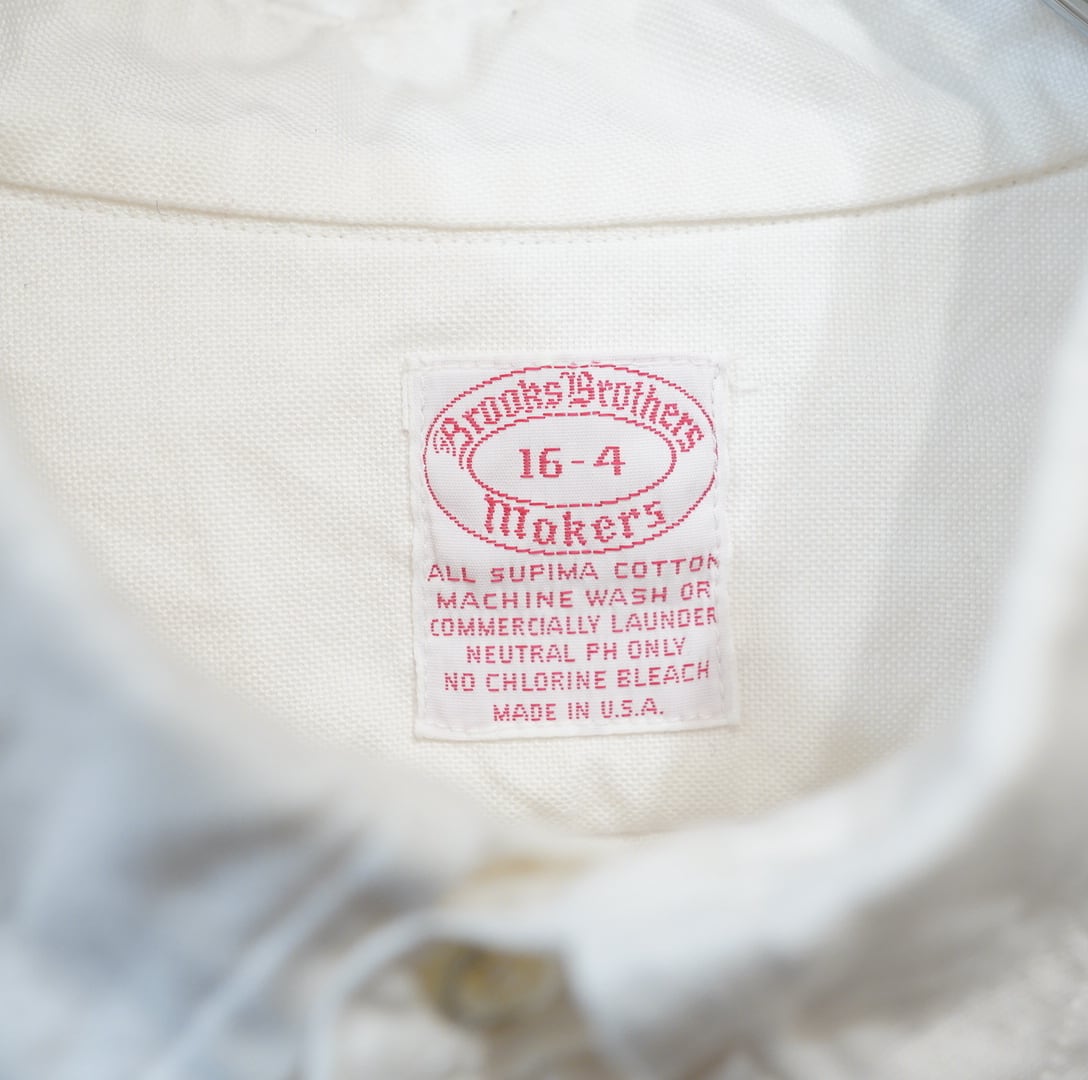 Brooks Brothers
16-4
Makers
ALL SUPIMA COTTON
MACHINE WASH OR
COMMERCIALLY LAUNDER
NEUTRAL PH ONLY
NO CHLORINE BLEACH
MADE IN U.S.A.